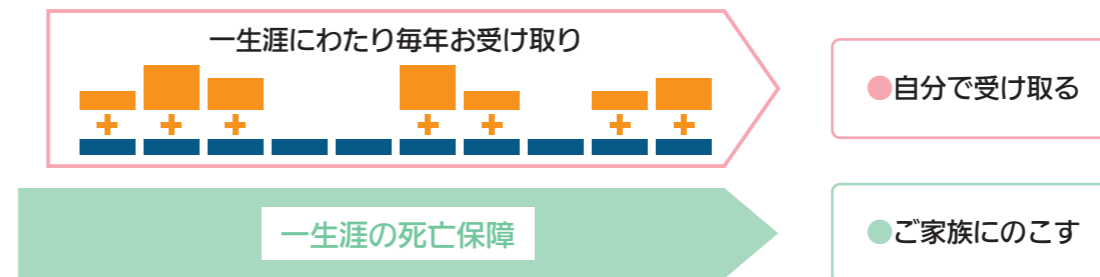 一生涯にわたり毎年お受け取り
+ + + + + + +
●自分で受け取る
一生涯の死亡保障
●ご家族にのこす